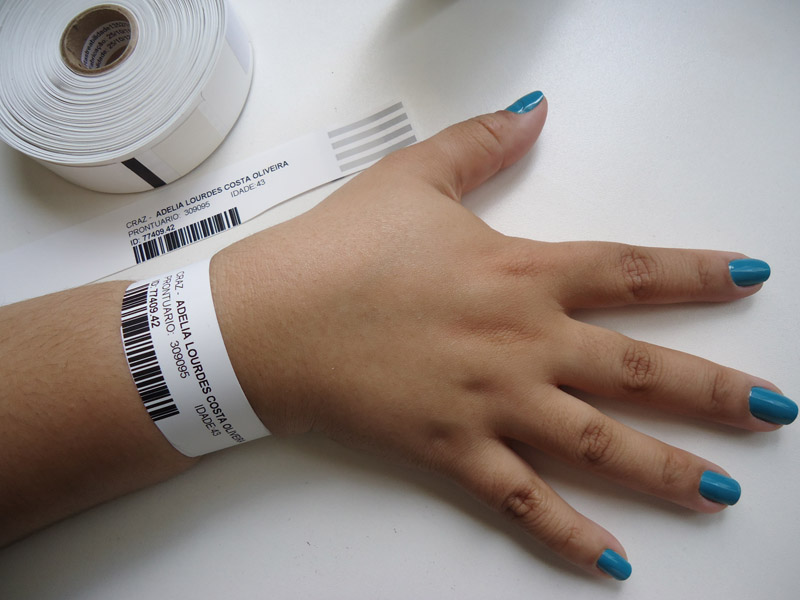 CRAZ - ADELIA LOURDES COSTA OLIVEIRA
PRONTUARIO: 309095 IDADE:43
ID: 77409.42
CRAZ - ADELIA LOURDES COSTA OLIVEIRA
PRONTUARIO: 309095 IDADE:43
ID: 77409.42